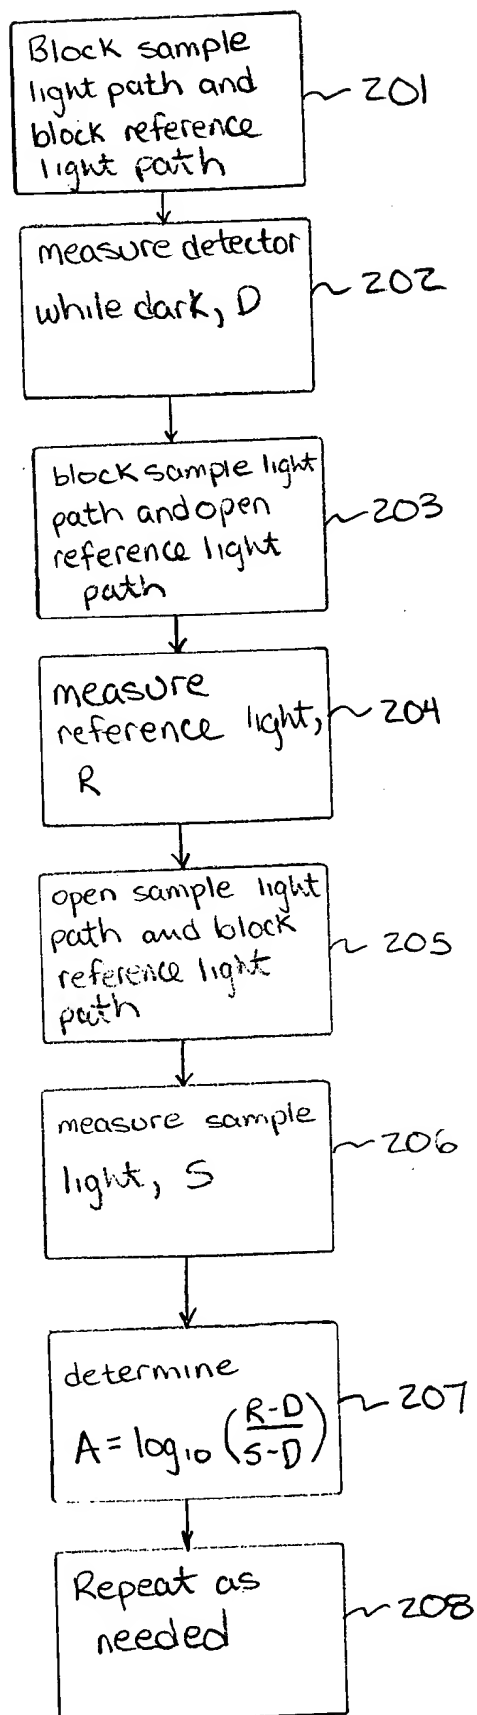 Block sample
light path and
block reference
light path
201
measure detector
while dark, D
202
block sample light
path and open
reference light
path
203
measure
reference light,
R
204
open sample light
path and block
reference light
path
205
measure sample
light, S
206
determine
A = log₁₀ (R-D / S-D)
207
Repeat as
needed
208